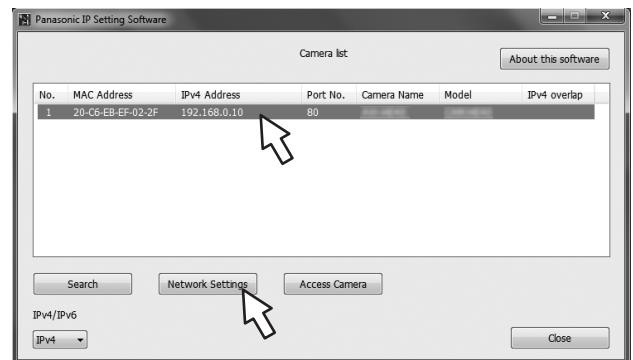 Panasonic IP Setting Software
Camera list
About this software
No. MAC Address IPv4 Address Port No. Camera Name Model IPv4 overlap
1 20-C6-EB-EF-02-2F 192.168.0.10 80
Search Network Settings Access Camera
IPv4/IPv6
IPv4 Close